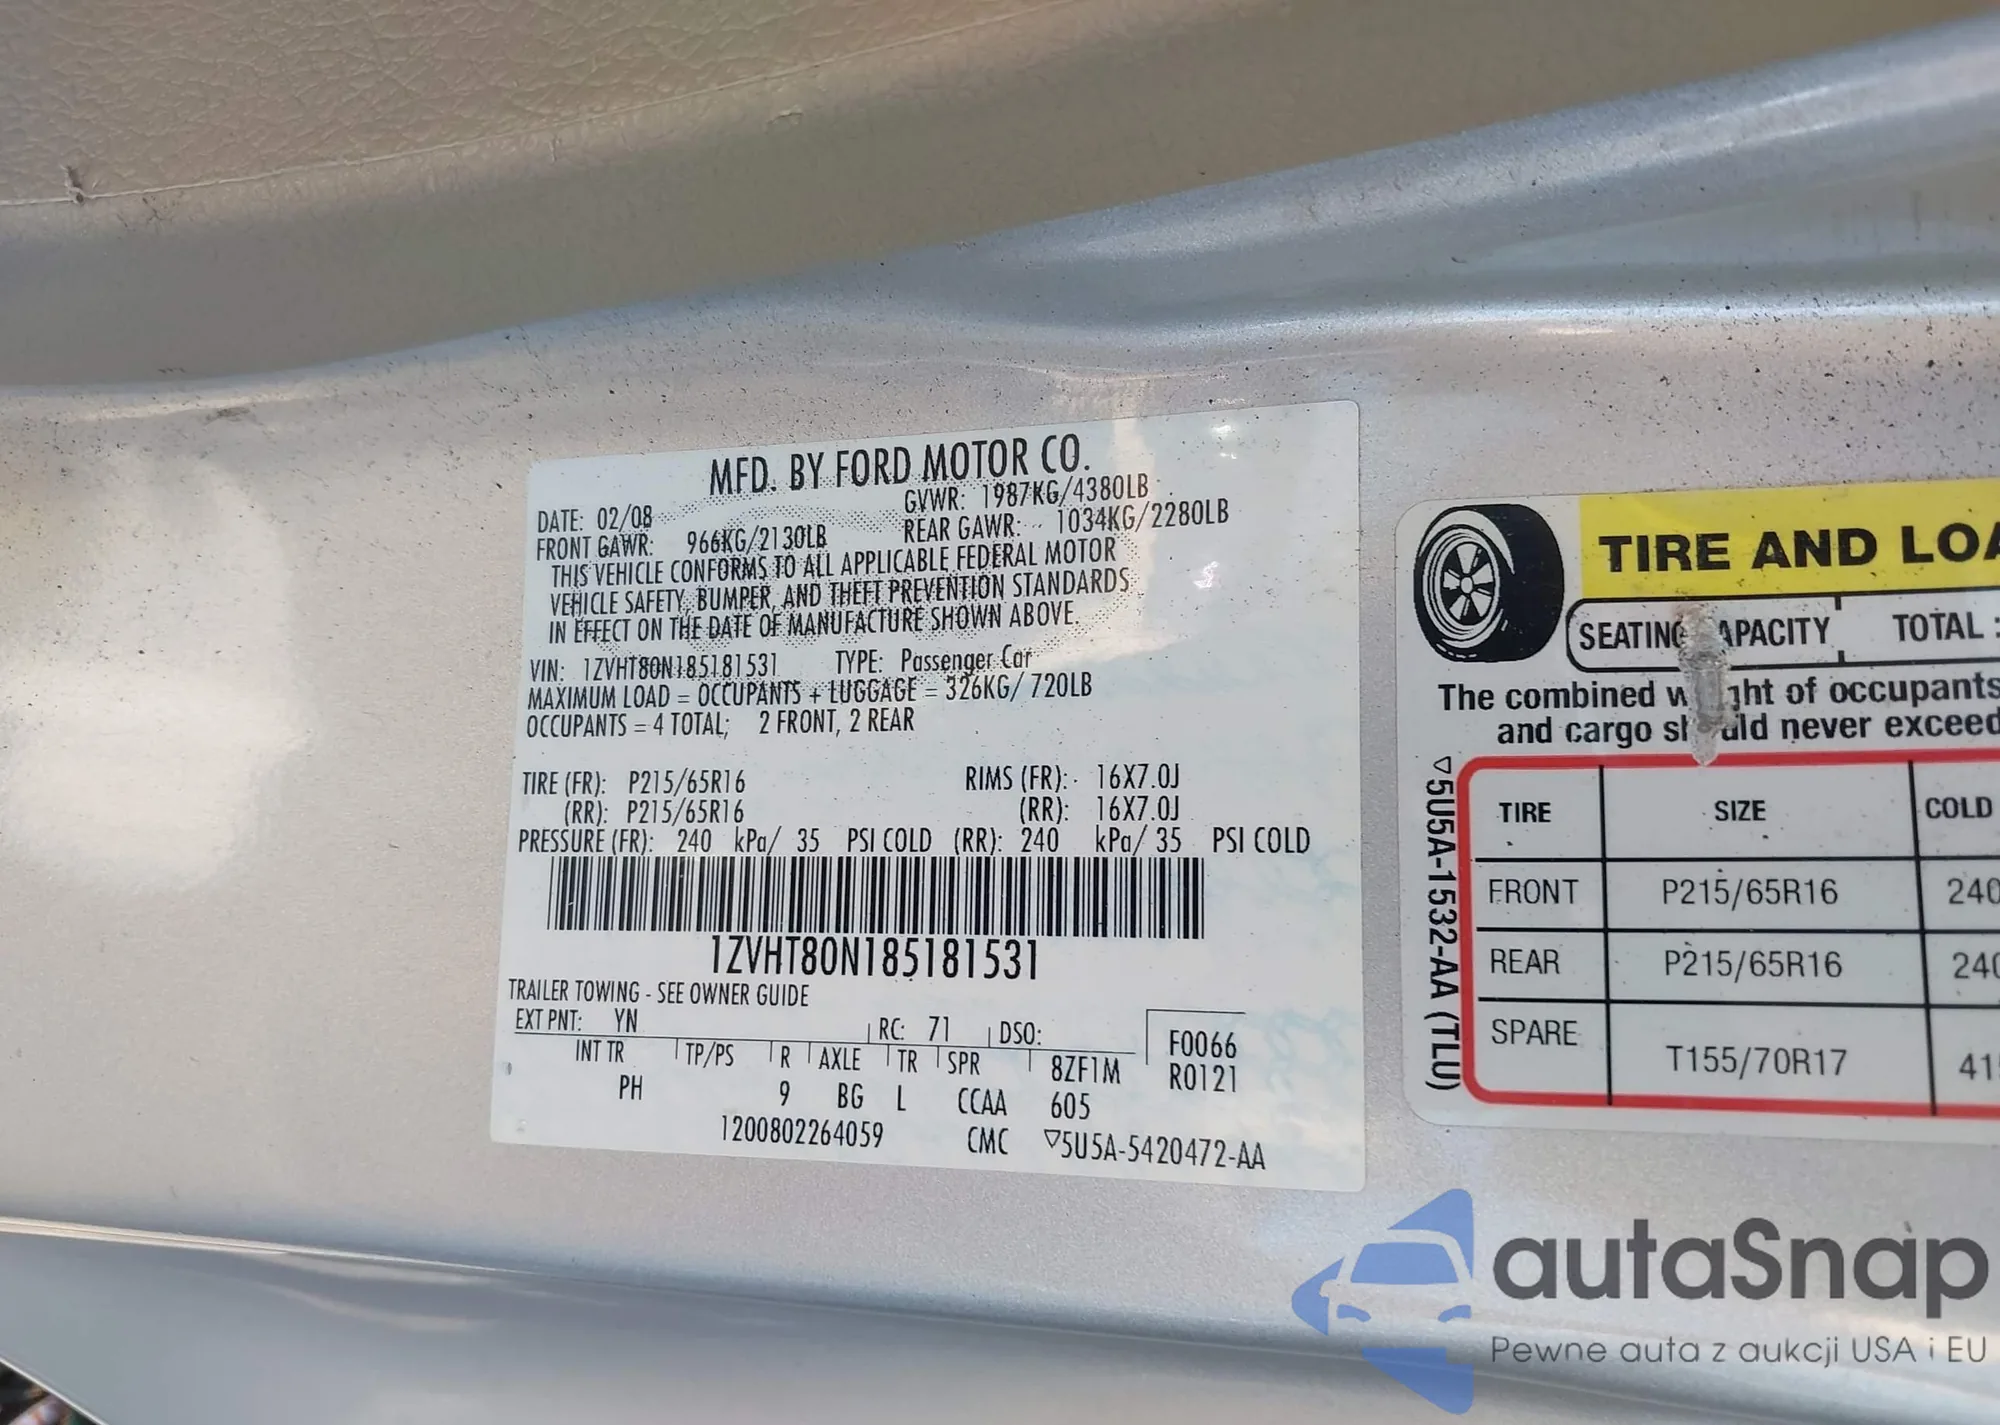 MFD. BY FORD MOTOR CO.
DATE: 02/08 GVWR: 1987KG/4380LB
FRONT GAWR: 966KG/2130LB REAR GAWR: 1034KG/2280LB
THIS VEHICLE CONFORMS TO ALL APPLICABLE FEDERAL MOTOR
VEHICLE SAFETY, BUMPER, AND THEFT PREVENTION STANDARDS
IN EFFECT ON THE DATE OF MANUFACTURE SHOWN ABOVE.
VIN: 1ZVHT80N185181531 TYPE: Passenger Car
MAXIMUM LOAD = OCCUPANTS + LUGGAGE = 326KG/ 720LB
OCCUPANTS = 4 TOTAL; 2 FRONT, 2 REAR
TIRE (FR): P215/65R16 RIMS (FR): 16X7.0J
(RR): P215/65R16 (RR): 16X7.0J
PRESSURE (FR): 240 kPa/ 35 PSI COLD (RR): 240 kPa/ 35 PSI COLD
1ZVHT80N185181531
TRAILER TOWING - SEE OWNER GUIDE
EXT PNT: YN RC: 71 DSO: F0066
INT TR TP/PS R AXLE TR SPR 8ZF1M R0121
PH 9 BG L CCAA 605
1200802264059 CMC ▽5U5A-5420472-AA
TIRE AND LOA
SEATING APACITY TOTAL :
The combined w ght of occupants
and cargo sh uld never exceed
▽5U5A-1532-AA (TLU)
TIRE SIZE COLD
FRONT P215/65R16 240
REAR P215/65R16 240
SPARE T155/70R17 415
autaSnap
Pewne auta z aukcji USA i EU